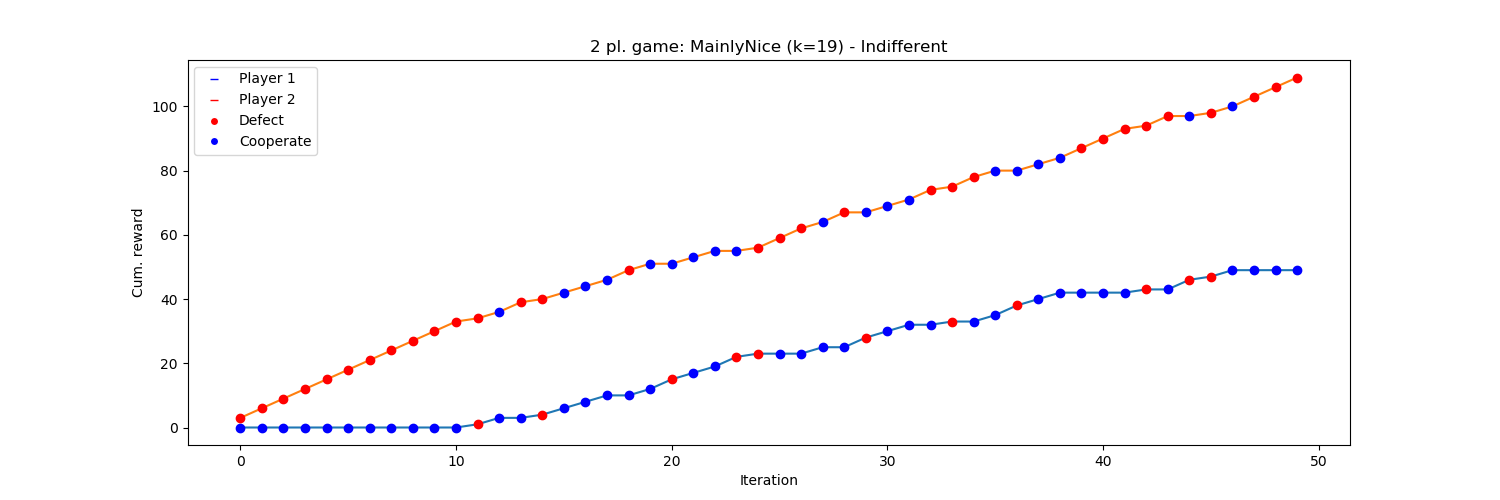 2 pl. game: MainlyNice (k=19) - Indifferent
Player 1
Player 2
Defect
Cooperate
Cum. reward
100
80
60
40
20
0
0 10 20 30 40 50
Iteration